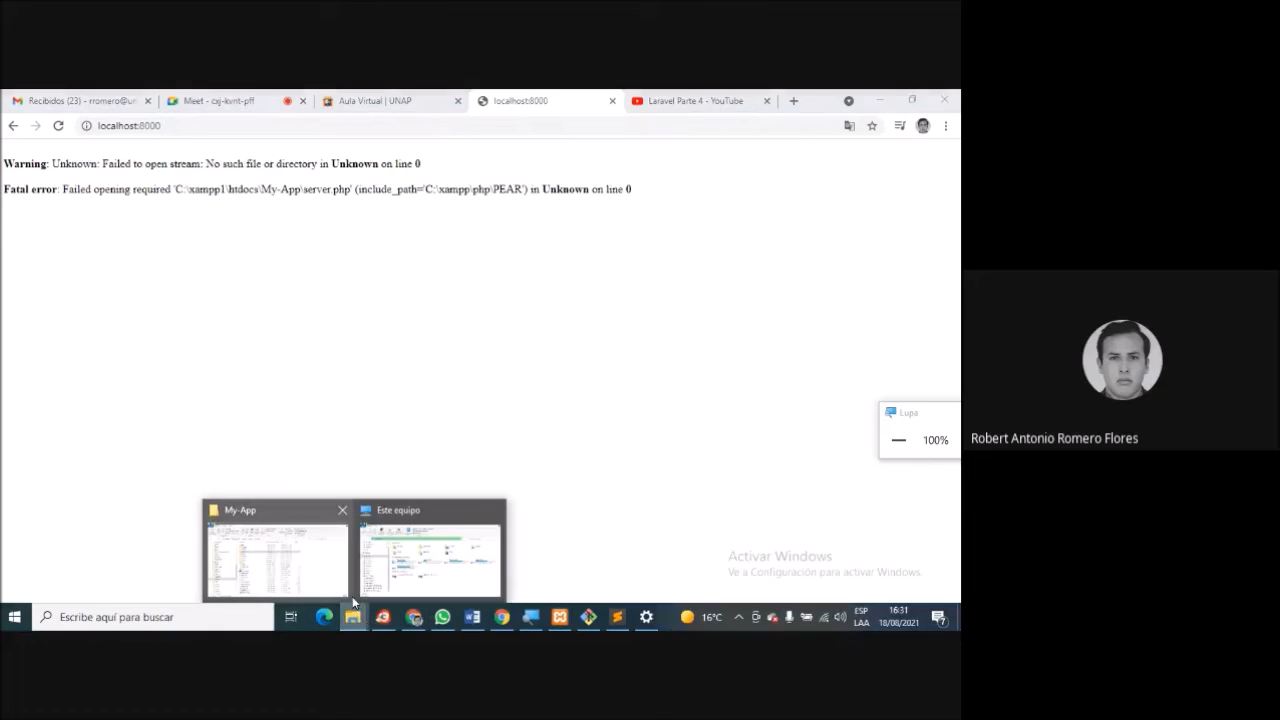 Recibidos (23) - rromero@un
Meet - cxj-kvnt-pff
Aula Virtual | UNAP
localhost:8000
Laravel Parte 4 - YouTube
localhost:8000
Warning: Unknown: Failed to open stream: No such file or directory in Unknown on line 0
Fatal error: Failed opening required 'C:\xampp1\htdocs\My-App\server.php' (include_path='C:\xampp\php\PEAR') in Unknown on line 0
Lupa
100%
Robert Antonio Romero Flores
My-App
Este equipo
Activar Windows
Ve a Configuración para activar Windows.
Escribe aquí para buscar
16°C
ESP
LAA
16:31
18/08/2021
7